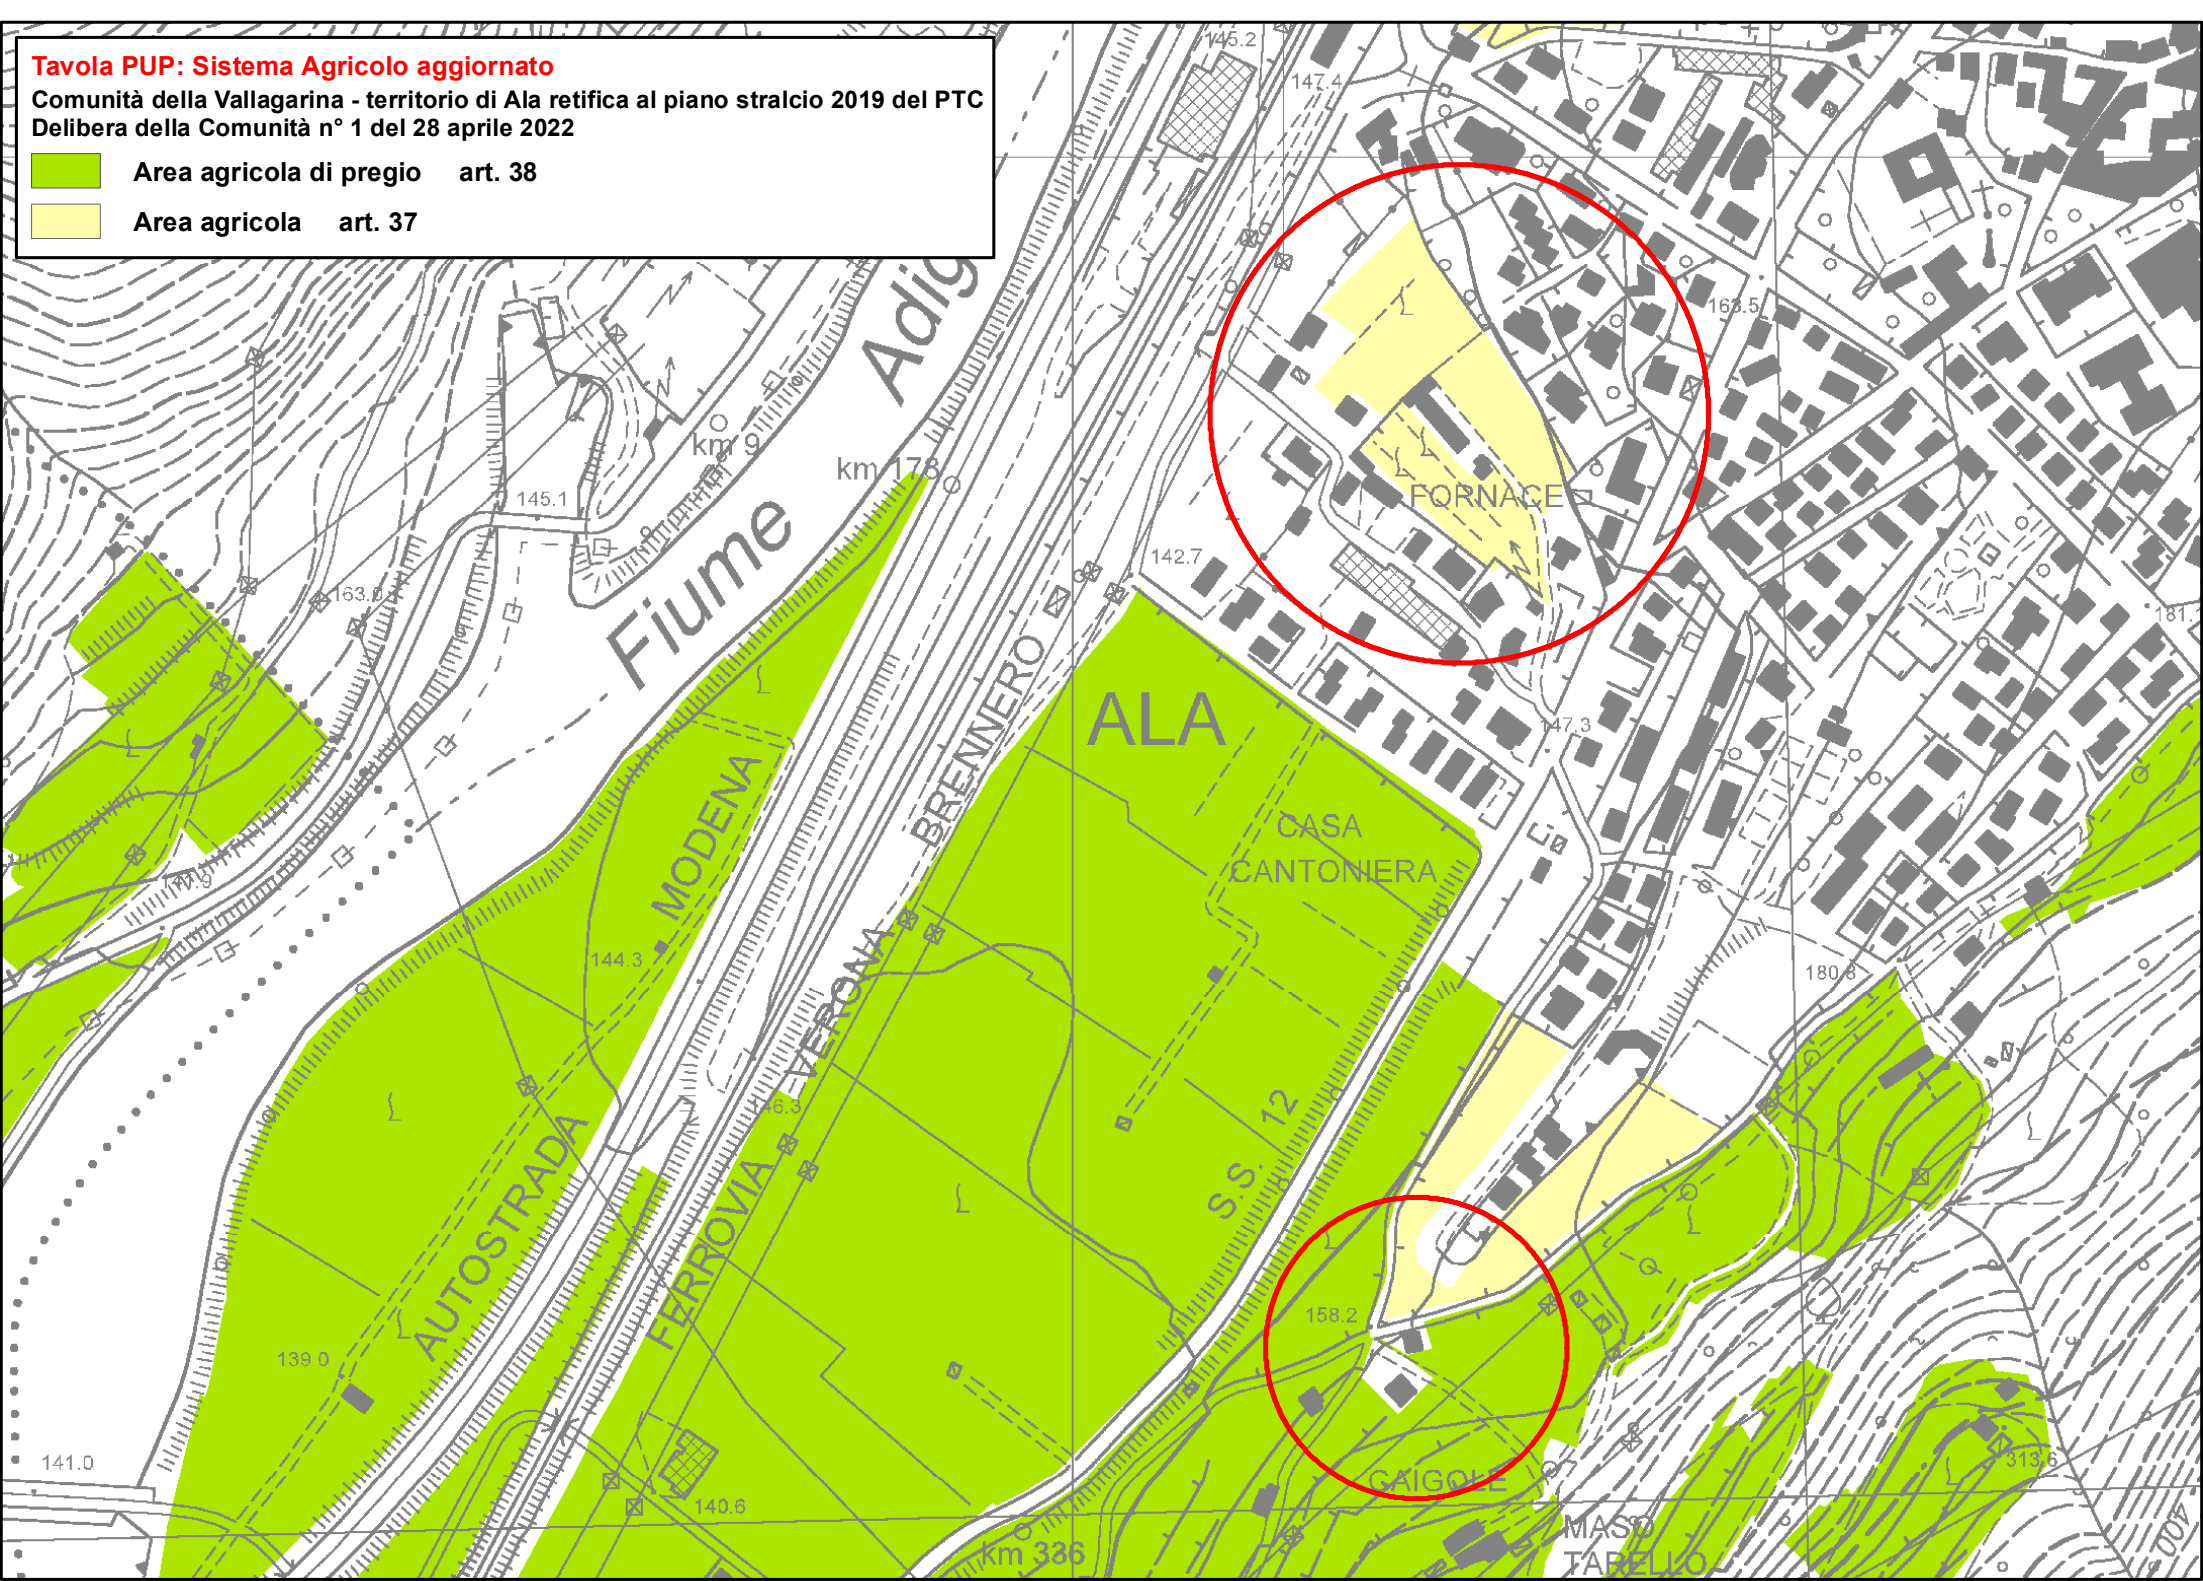 Tavola PUP: Sistema Agricolo aggiornato
Comunità della Vallagarina - territorio di Ala retifica al piano stralcio 2019 del PTC
Delibera della Comunità n° 1 del 28 aprile 2022
Area agricola di pregio art. 38
Area agricola art. 37
145.2
147.4
Fiume Adig
163.5
km 9
km 178
145.1
FORNACE
142.7
163.0
181.
ALA
147.3
CASA
CANTONIERA
AUTOSTRADA MODENA
FERROVIA VERONA BRENNERO
144.3
180.8
146.3
S.S. 12
158.2
139.0
141.0
140.6
CAIGOLE
313.6
MASO
TARELLO
km 336
400